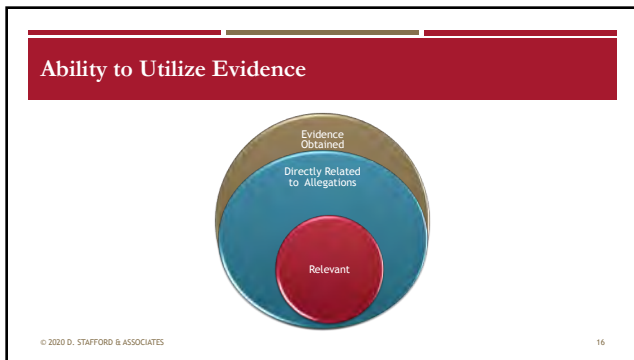 Ability to Utilize Evidence
Evidence
Obtained
Directly Related
to Allegations
Relevant
© 2020 D. STAFFORD & ASSOCIATES
16